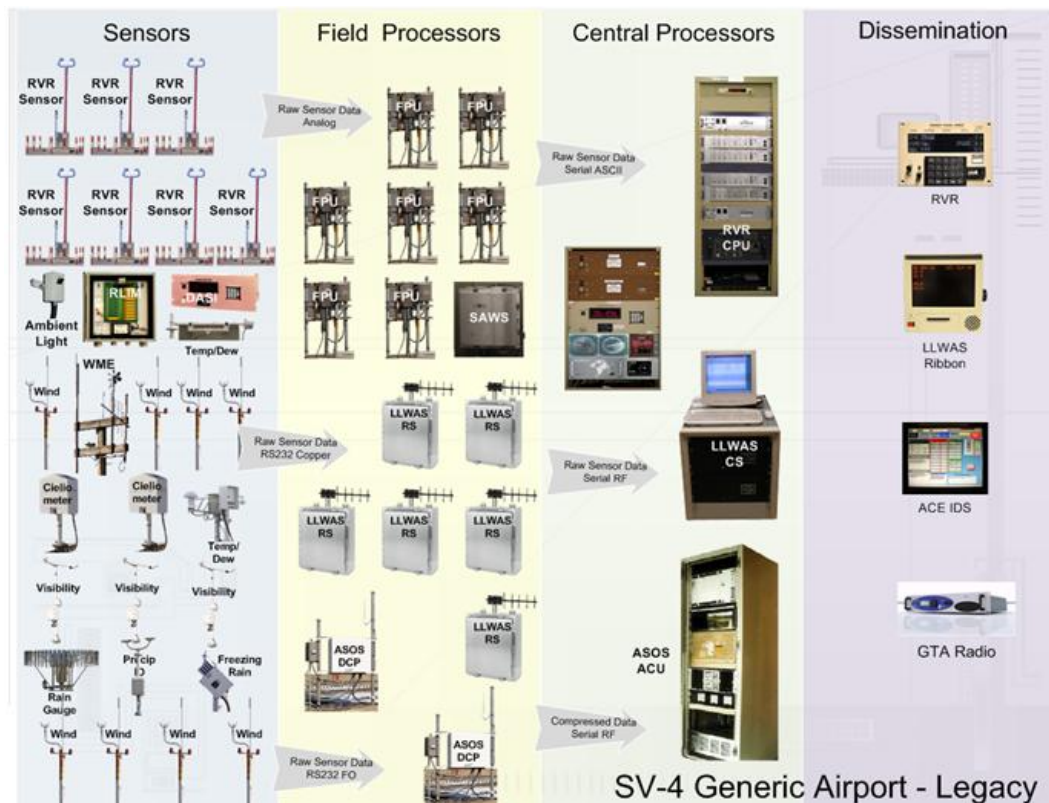 Sensors
Field Processors
Central Processors
Dissemination
RVR
Sensor
RVR
Sensor
RVR
Sensor
Raw Sensor Data
Analog
FPU
FPU
Raw Sensor Data
Serial ASCII
RVR
CPU
RVR
RVR
Sensor
RVR
Sensor
RVR
Sensor
RVR
Sensor
FPU
FPU
FPU
Ambient
Light
RLIM
DASI
Temp/Dew
FPU
FPU
SAWS
LLWAS
Ribbon
WME
Wind
Wind
Wind
Wind
Raw Sensor Data
RS232 Copper
LLWAS
RS
LLWAS
RS
Raw Sensor Data
Serial RF
LLWAS
CS
ACE IDS
Cielio
meter
Cielio
meter
Temp/
Dew
LLWAS
RS
LLWAS
RS
LLWAS
RS
Visibility
Visibility
Visibility
LLWAS
RS
Rain
Gauge
Precip
ID
Freezing
Rain
ASOS
DCP
ASOS
ACU
GTA Radio
Wind
Wind
Wind
Wind
Raw Sensor Data
RS232 FO
ASOS
DCP
Compressed Data
Serial RF
SV-4 Generic Airport - Legacy